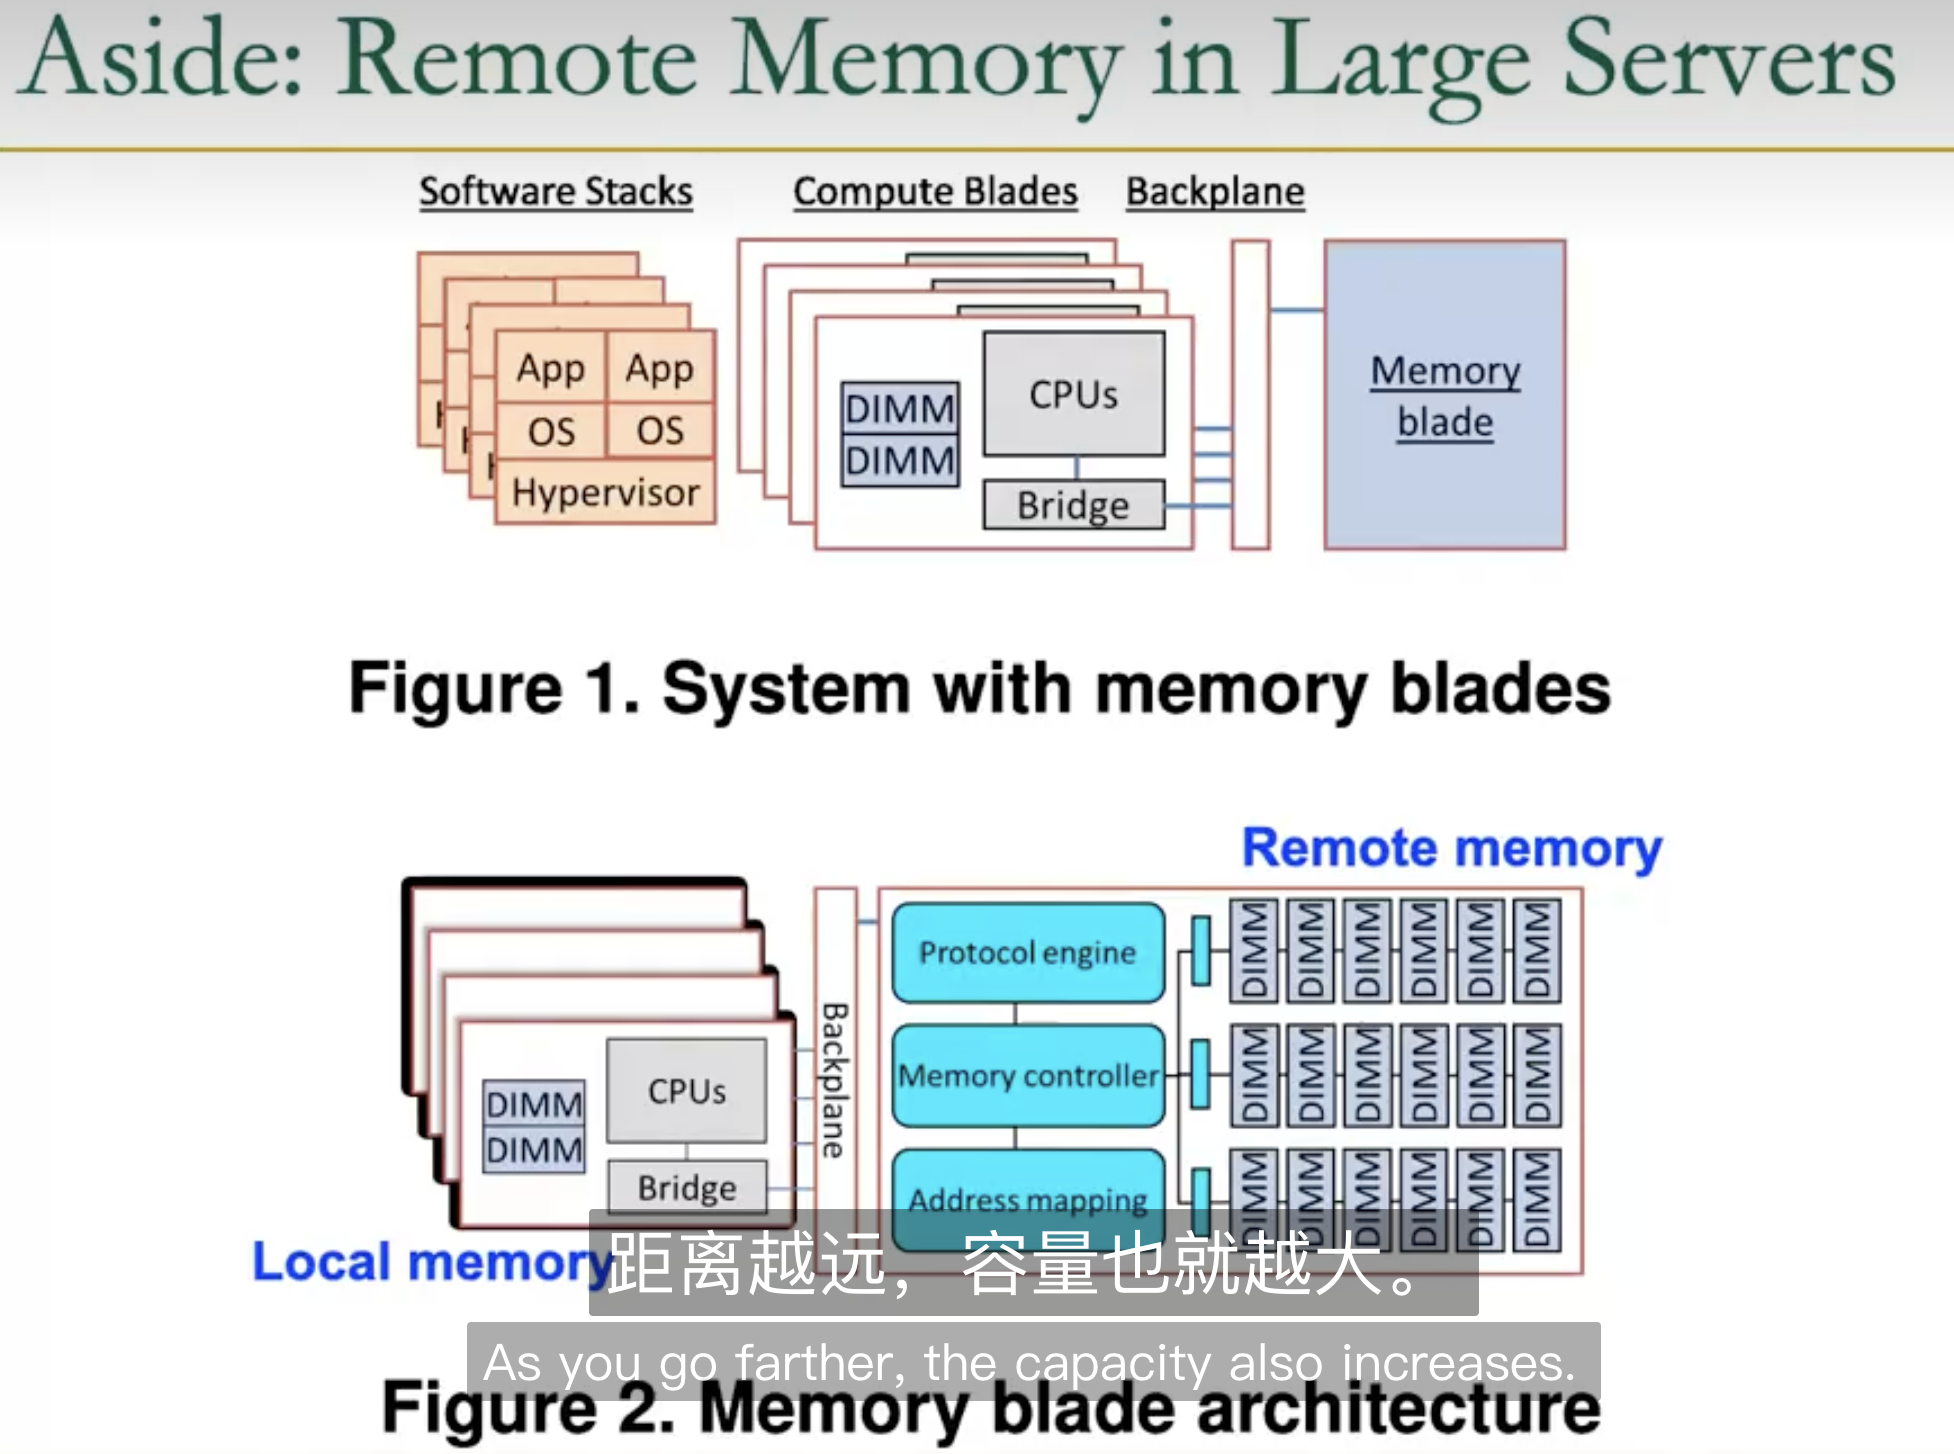 Aside: Remote Memory in Large Servers
Software Stacks
Compute Blades
Backplane
App App
OS OS
Hypervisor
DIMM
DIMM
CPUs
Bridge
Memory
blade
Figure 1. System with memory blades
Remote memory
DIMM
DIMM
CPUs
Bridge
Local memory
Backplane
Protocol engine
Memory controller
Address mapping
DIMM DIMM DIMM DIMM DIMM DIMM
DIMM DIMM DIMM DIMM DIMM DIMM
DIMM DIMM DIMM DIMM DIMM DIMM
距离越远，容量也就越大。
As you go farther, the capacity also increases.
Figure 2. Memory blade architecture